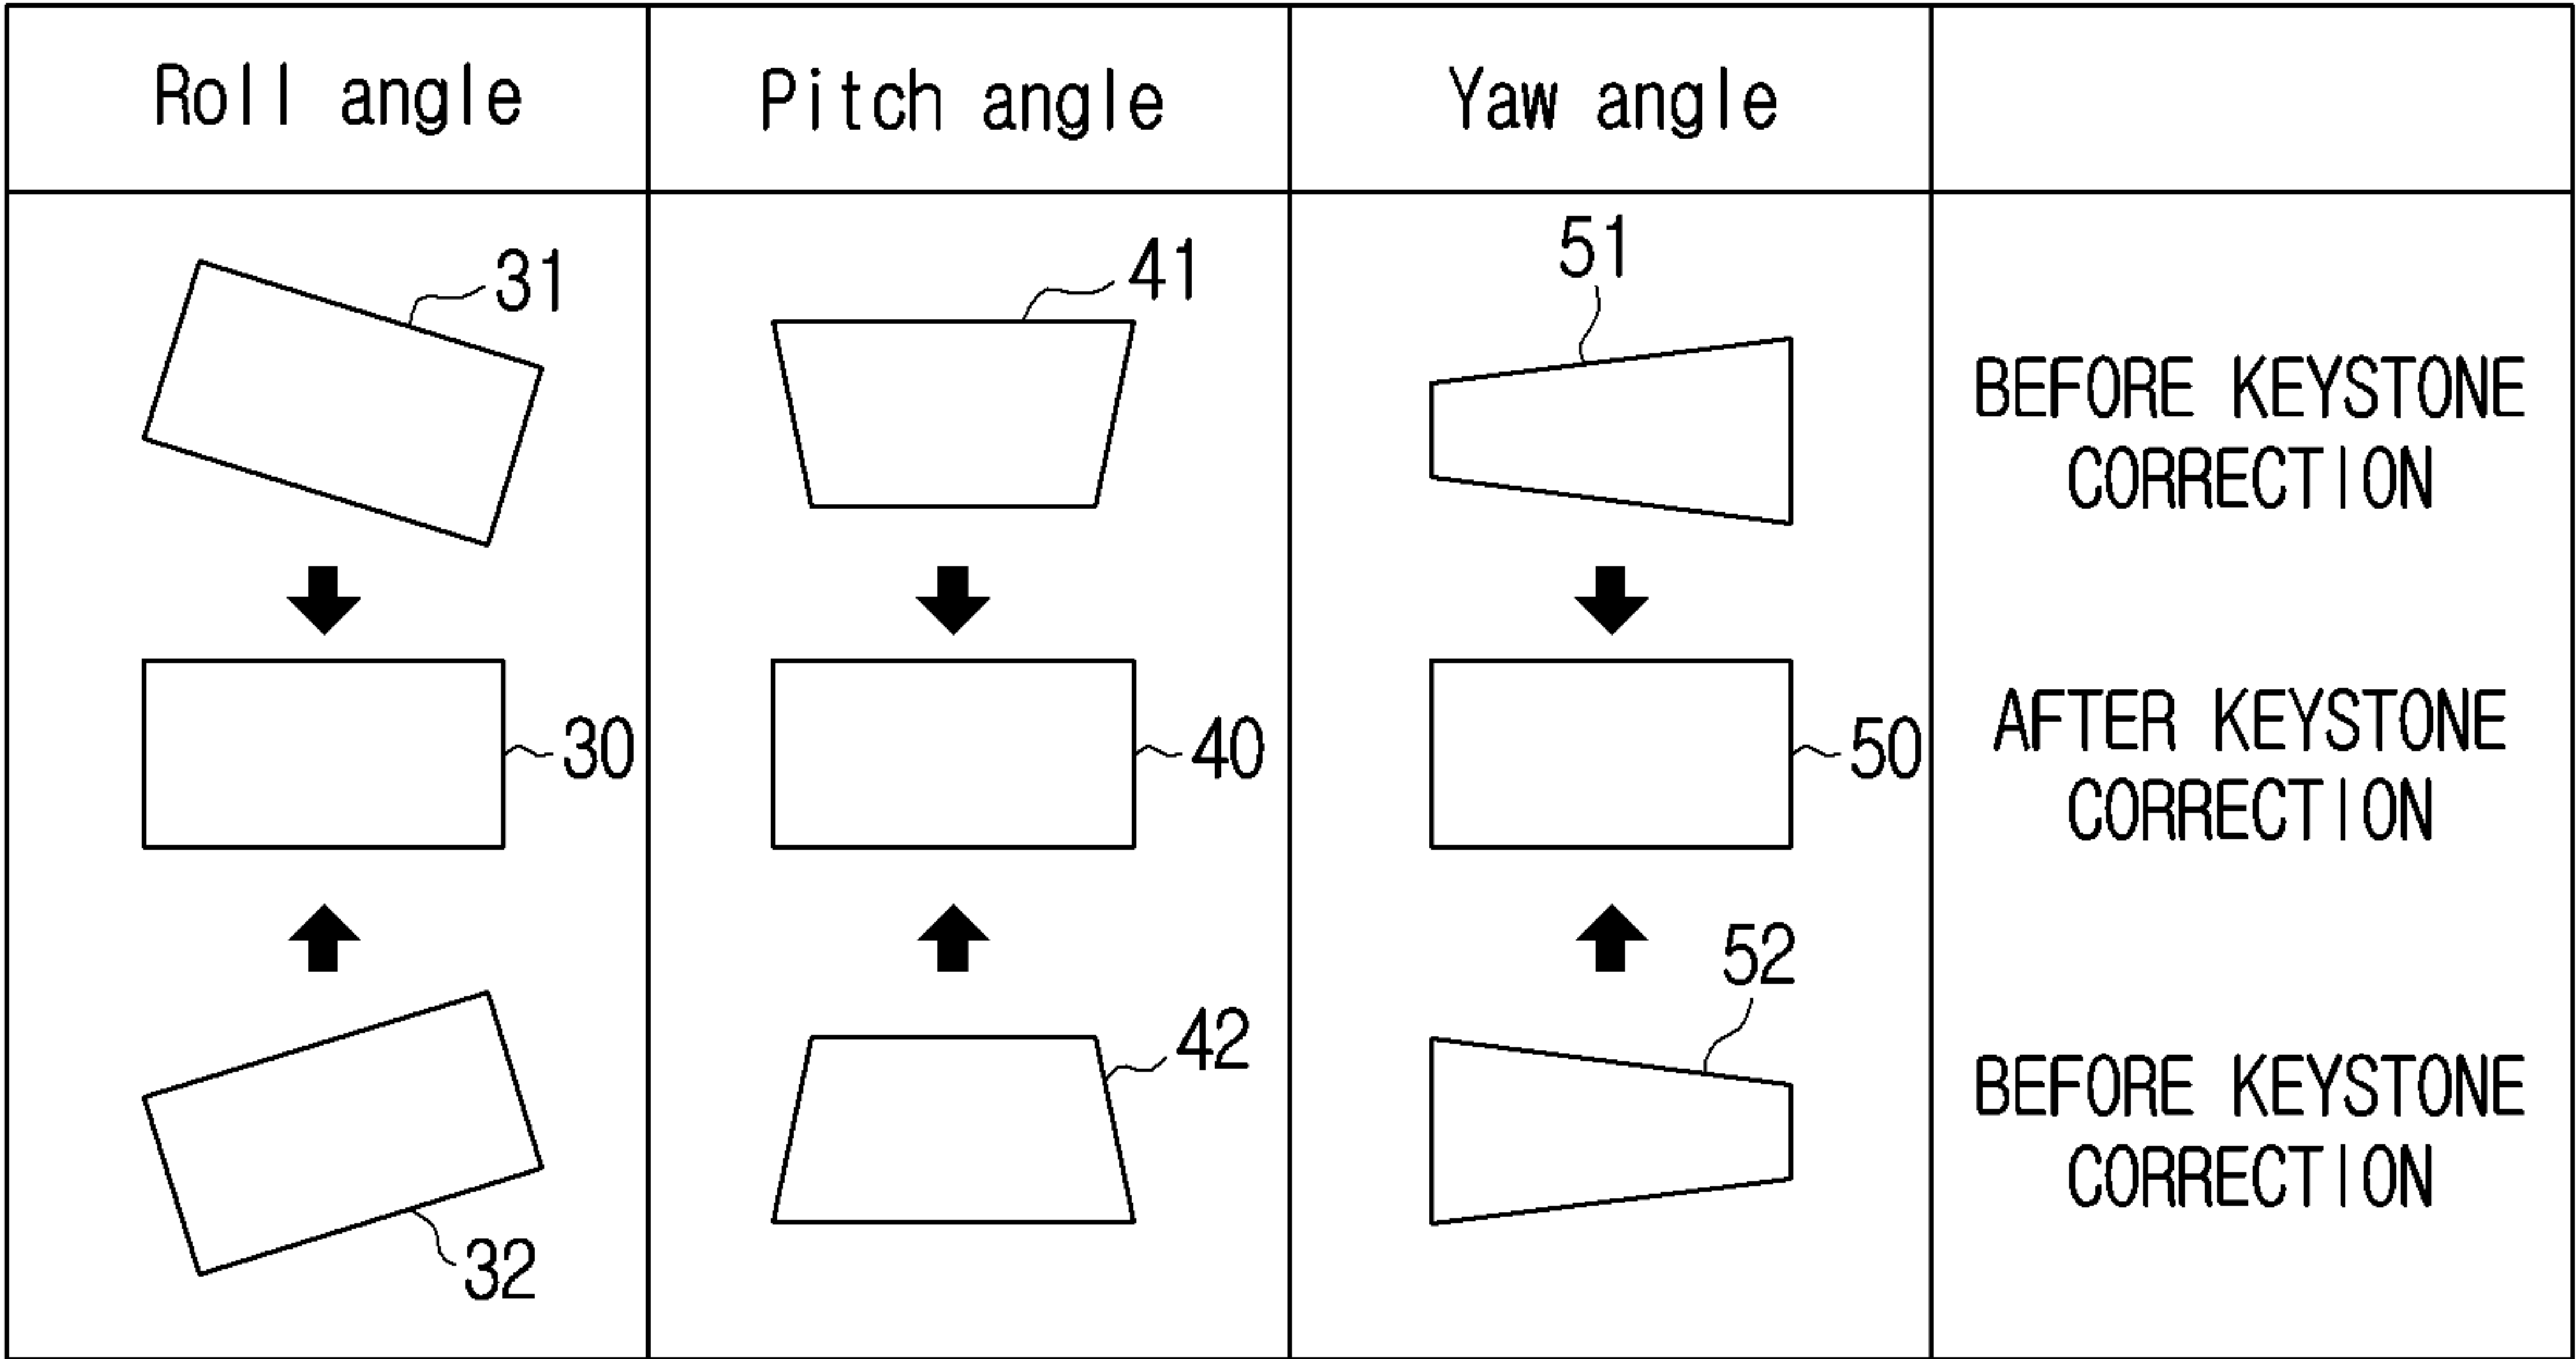 Roll angle
Pitch angle
Yaw angle
31
41
51
BEFORE KEYSTONE
CORRECTION
30
40
50
AFTER KEYSTONE
CORRECTION
32
42
52
BEFORE KEYSTONE
CORRECTION